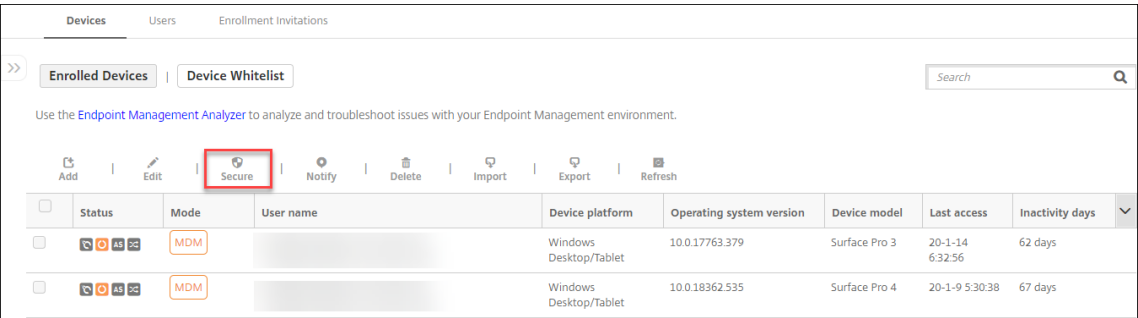 Devices Users Enrollment Invitations
Enrolled Devices | Device Whitelist Search
Use the Endpoint Management Analyzer to analyze and troubleshoot issues with your Endpoint Management environment.
Add | Edit | Secure | Notify | Delete | Import | Export | Refresh
Status Mode User name Device platform Operating system version Device model Last access Inactivity days
AS MDM Windows 10.0.17763.379 Surface Pro 3 20-1-14 62 days
Desktop/Tablet 6:32:56
AS MDM Windows 10.0.18362.535 Surface Pro 4 20-1-9 5:30:38 67 days
Desktop/Tablet